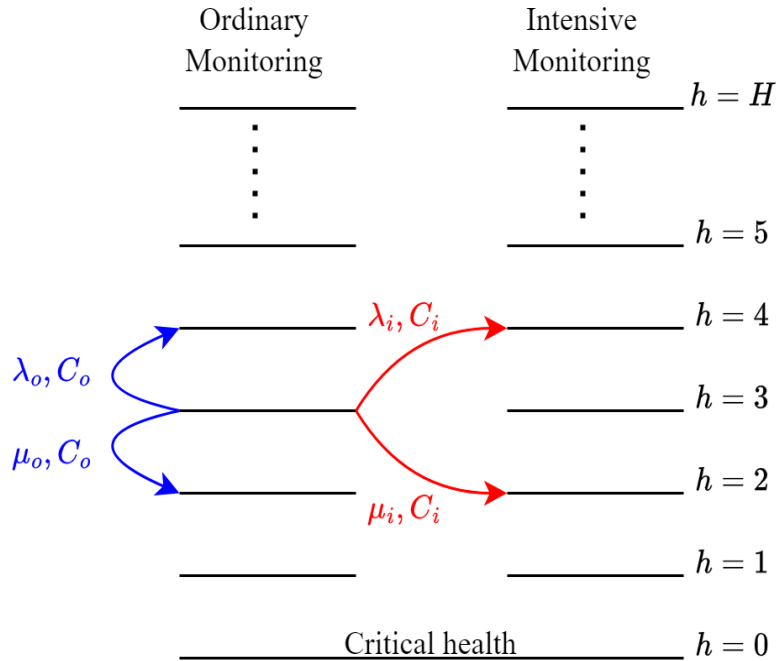 Ordinary
Monitoring
Intensive
Monitoring
h = H
h = 5
λ_i, C_i
h = 4
λ_o, C_o
h = 3
μ_o, C_o
h = 2
μ_i, C_i
h = 1
Critical health
h = 0